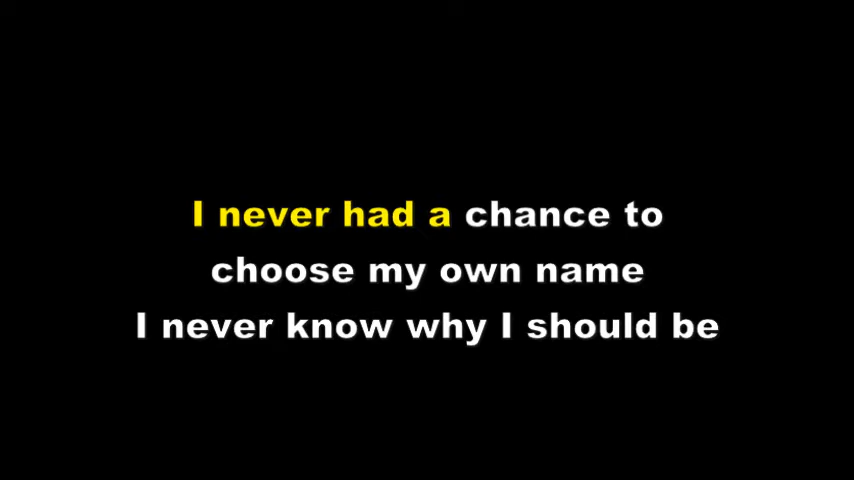 I never had a chance to
choose my own name
I never know why I should be